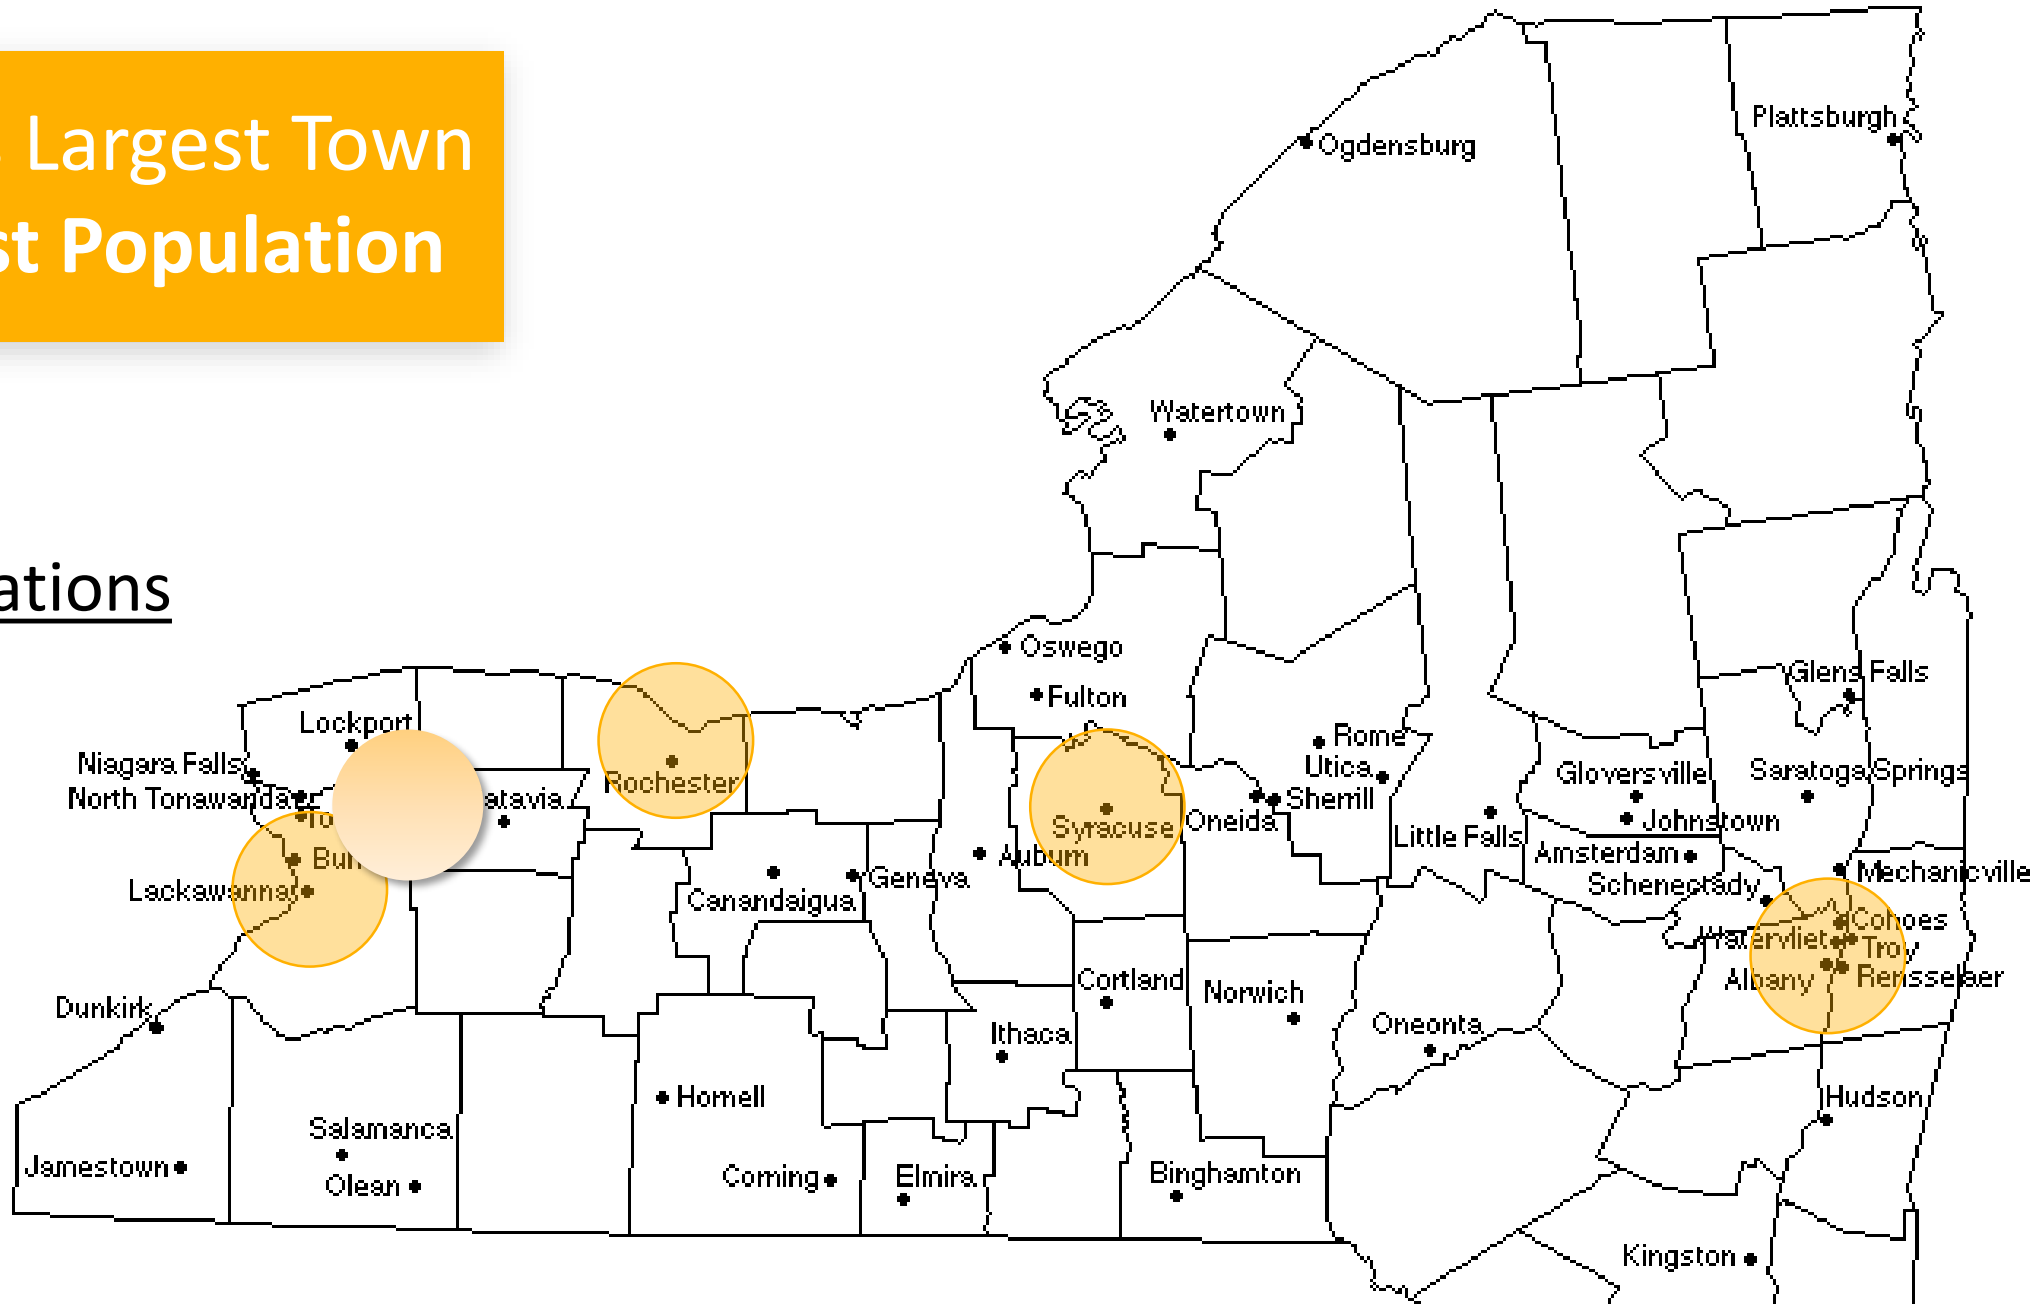 Largest Town
Population
Plattsburgh
Ogdensburg
Watertown
Oswego
Fulton
Glens Falls
Lockport
Rome
Niagara Falls
Rochester
Utica
Gloversville
Saratoga Springs
North Tonawanda
Sherrill
Syracuse
Oneida
Johnstown
Little Falls
Auburn
Amsterdam
Mechanicville
Lackawanna
Canandaigua
Geneva
Schenectady
Cohoes
Watervliet
Troy
Albany
Rensselaer
Cortland
Norwich
Dunkirk
Ithaca
Oneonta
Hornell
Hudson
Salamanca
Jamestown
Olean
Corning
Elmira
Binghamton
Kingston